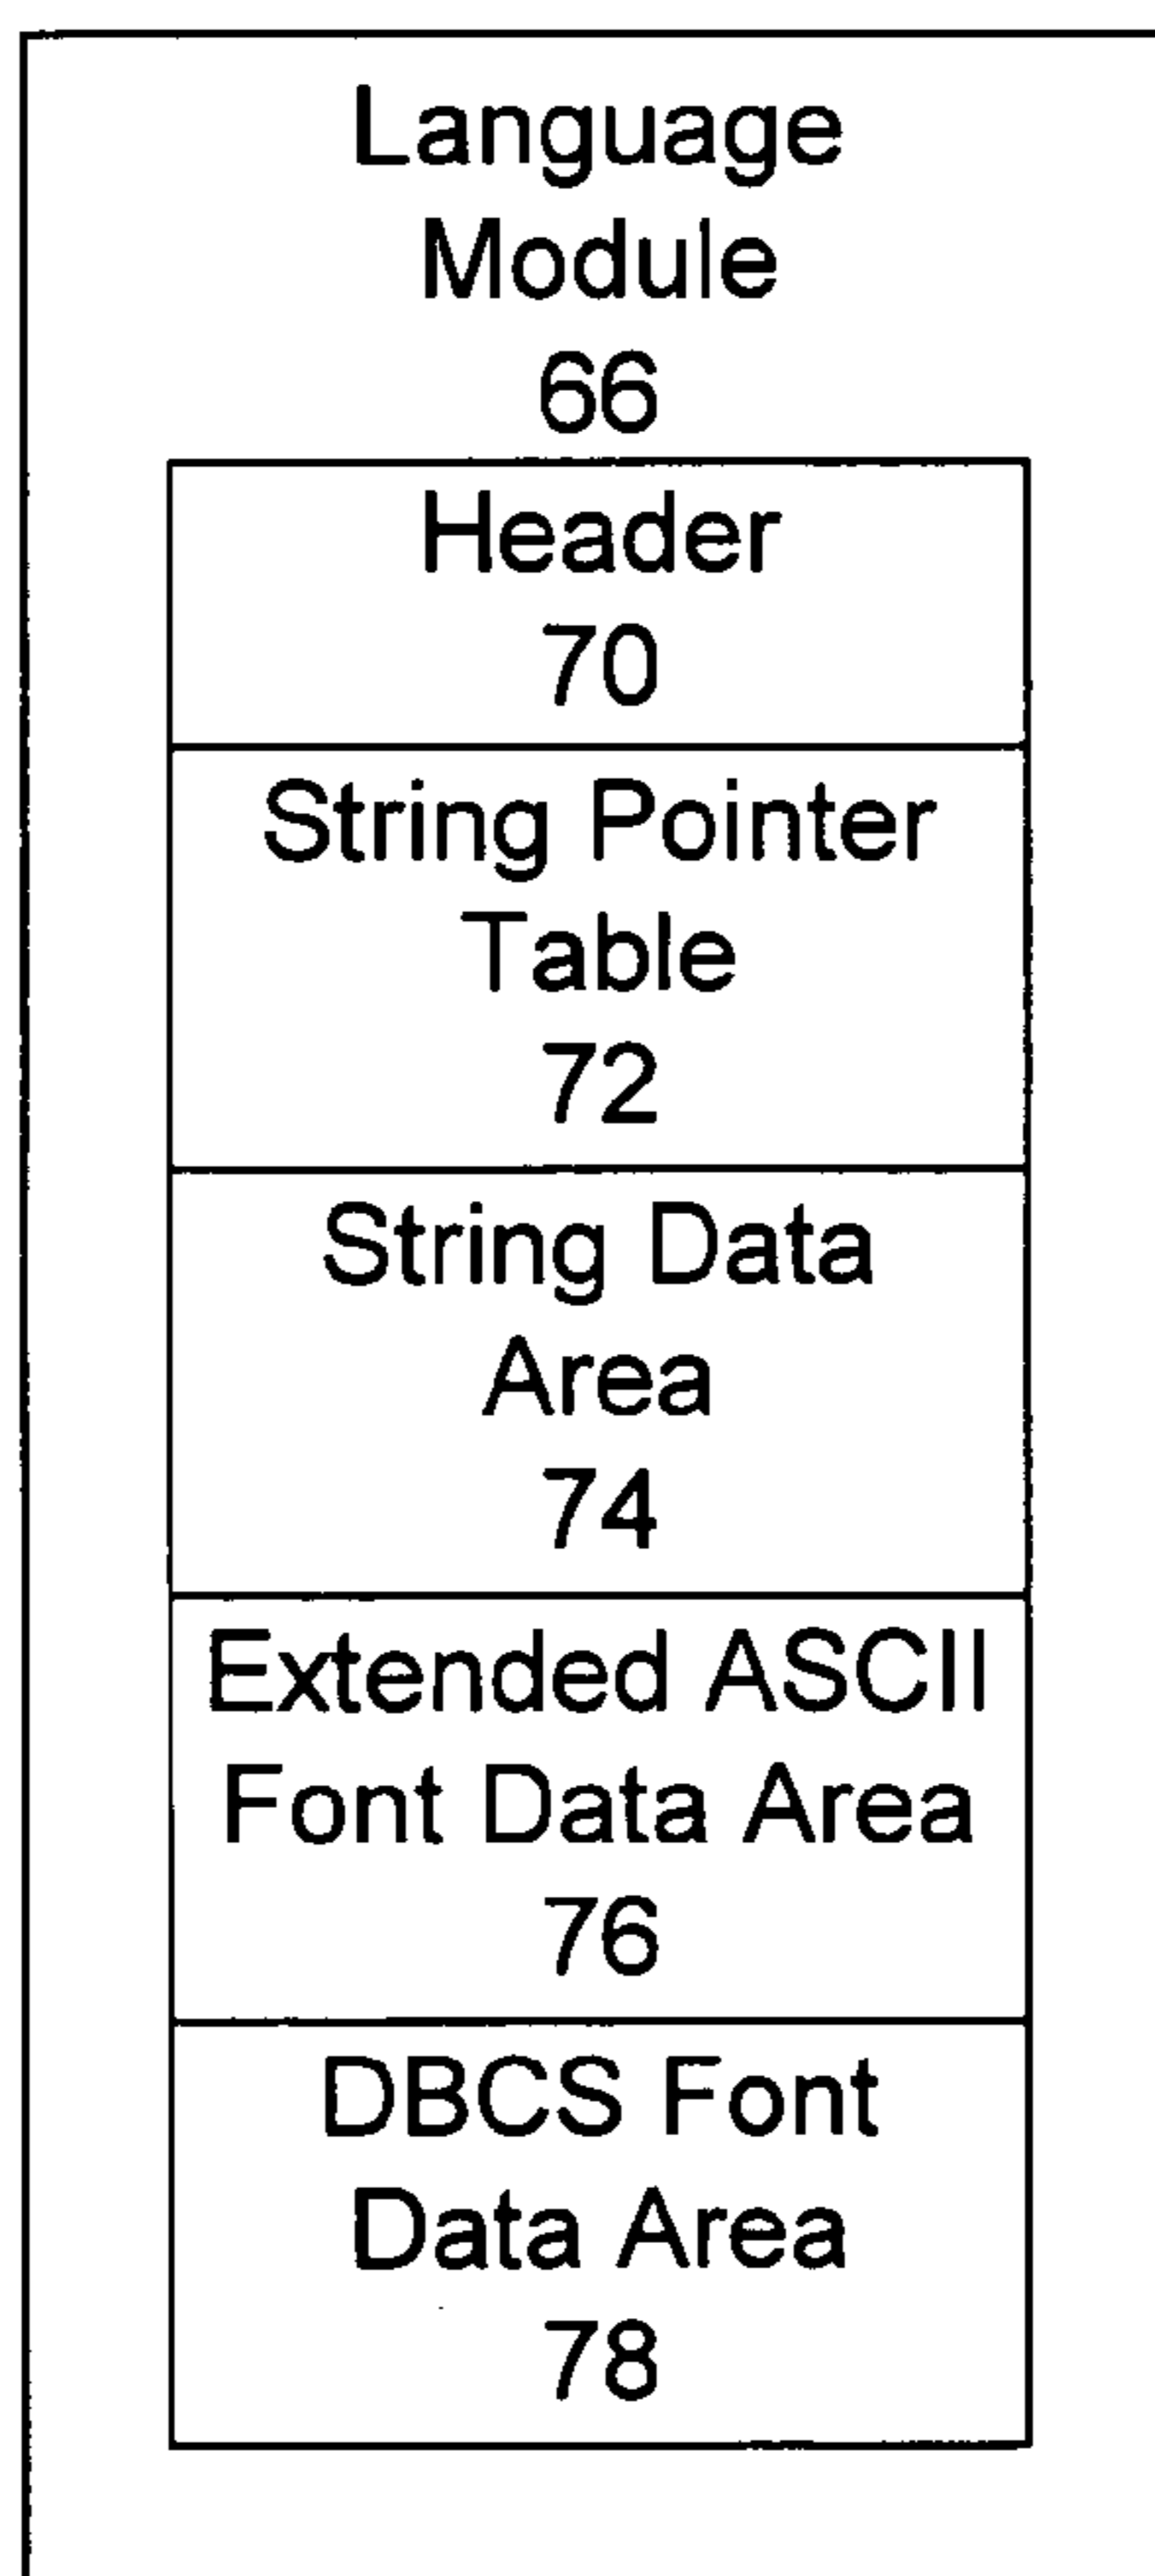 Language
Module
66
Header
70
String Pointer
Table
72
String Data
Area
74
Extended ASCII
Font Data Area
76
DBCS Font
Data Area
78